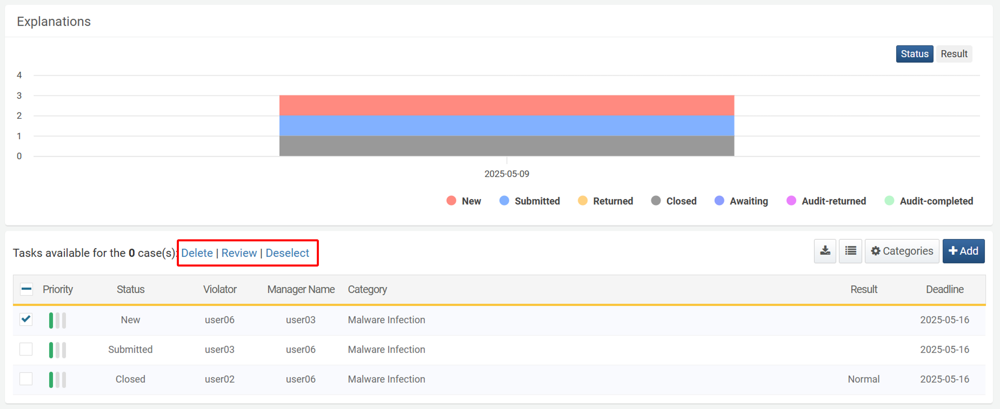 Explanations
Status Result
4
3
2
1
0
2025-05-09
New Submitted Returned Closed Awaiting Audit-returned Audit-completed
Tasks available for the 0 case(s): Delete | Review | Deselect Categories Add
Priority Status Violator Manager Name Category Result Deadline
New user06 user03 Malware Infection 2025-05-16
Submitted user03 user06 Malware Infection 2025-05-16
Closed user02 user06 Malware Infection Normal 2025-05-16